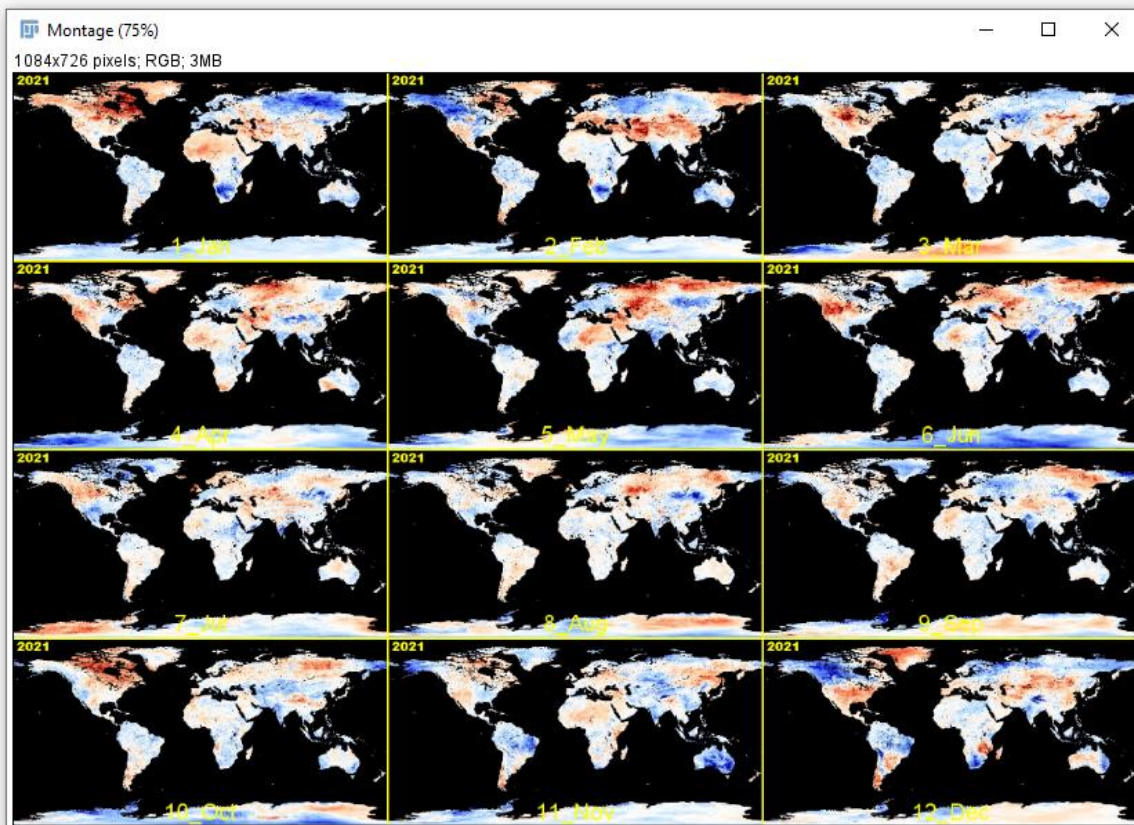 Montage (75%)
1084x726 pixels; RGB; 3MB
2021 2021 2021
1_Jan 2_Feb 3_Mar
2021 2021 2021
4_Apr 5_May 6_Jun
2021 2021 2021
7_Jul 8_Aug 9_Sep
2021 2021 2021
10_Oct 11_Nov 12_Dec